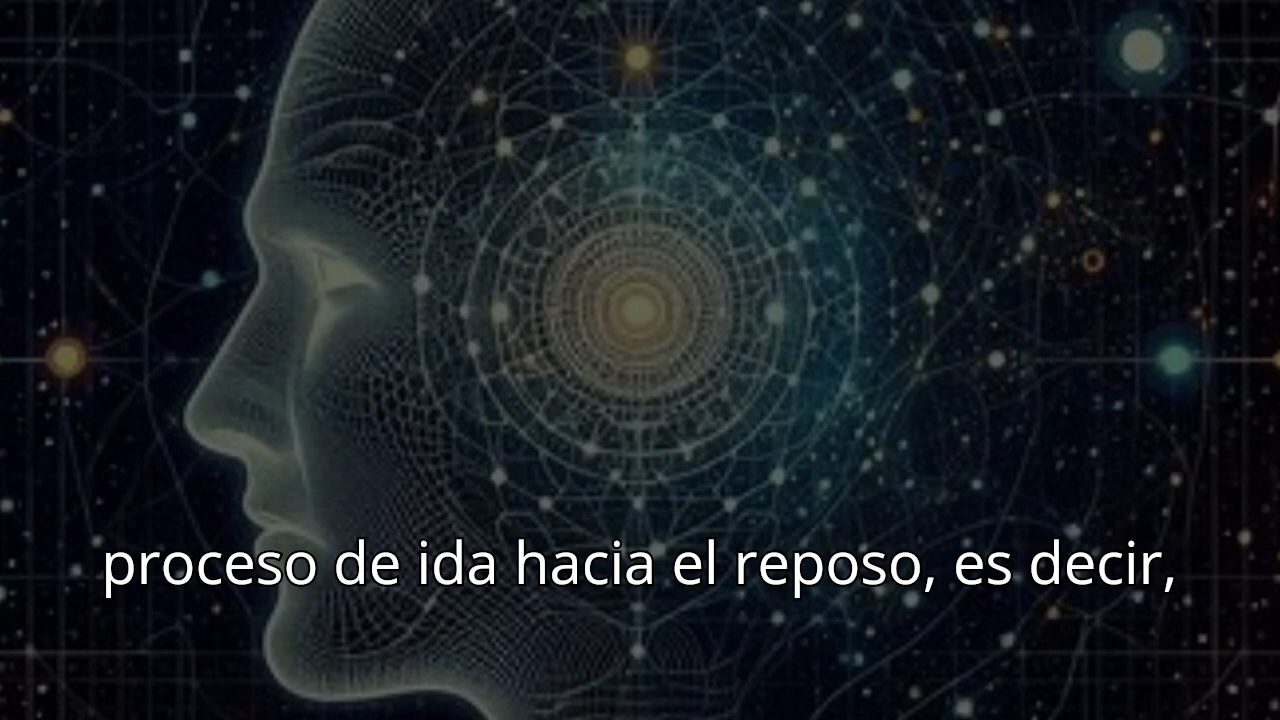 proceso de ida hacia el reposo, es decir,